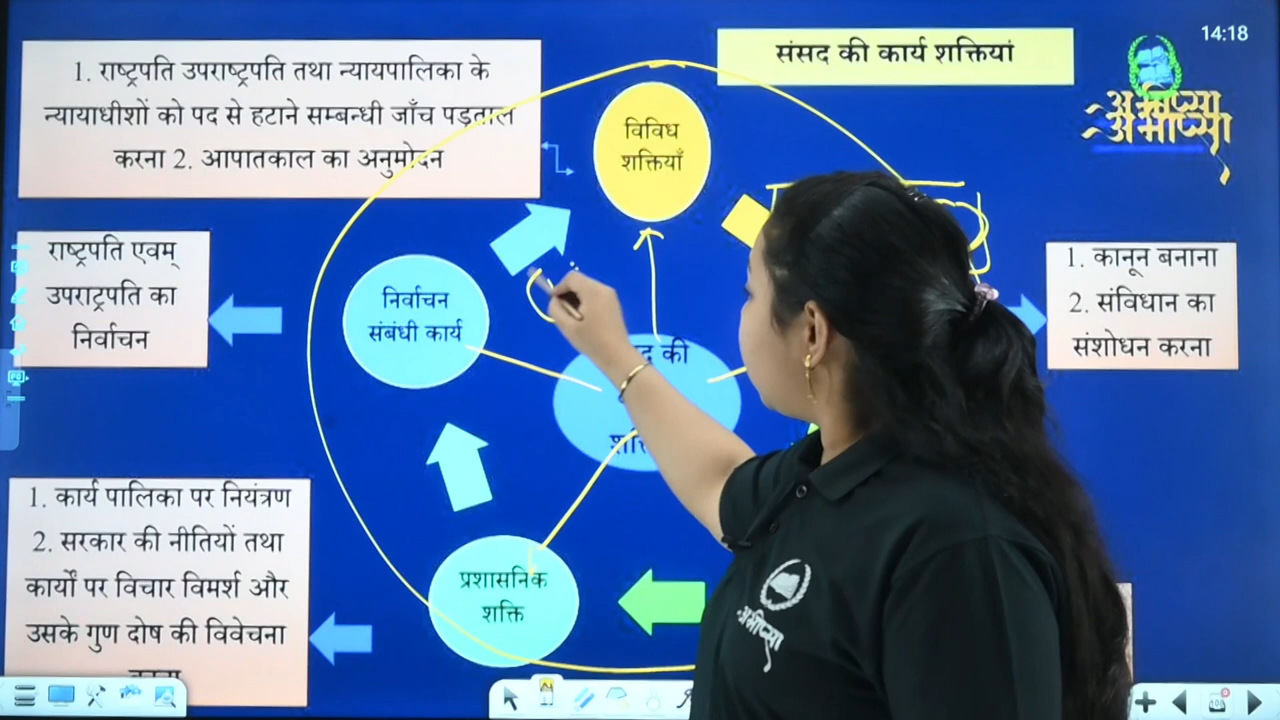 14:18
संसद की कार्य शक्तियां
अभीप्सा
अभीप्सा
1. राष्ट्रपति उपराष्ट्रपति तथा न्यायपालिका के
न्यायाधीशों को पद से हटाने सम्बन्धी जाँच पड़ताल
करना 2. आपातकाल का अनुमोदन
विविध
शक्तियाँ
राष्ट्रपति एवम्
उपराट्रपति का
निर्वाचन
निर्वाचन
संबंधी कार्य
1. कानून बनाना
2. संविधान का
संशोधन करना
की
1. कार्य पालिका पर नियंत्रण
2. सरकार की नीतियों तथा
कार्यों पर विचार विमर्श और
उसके गुण दोष की विवेचना
प्रशासनिक
शक्ति
अभीप्सा